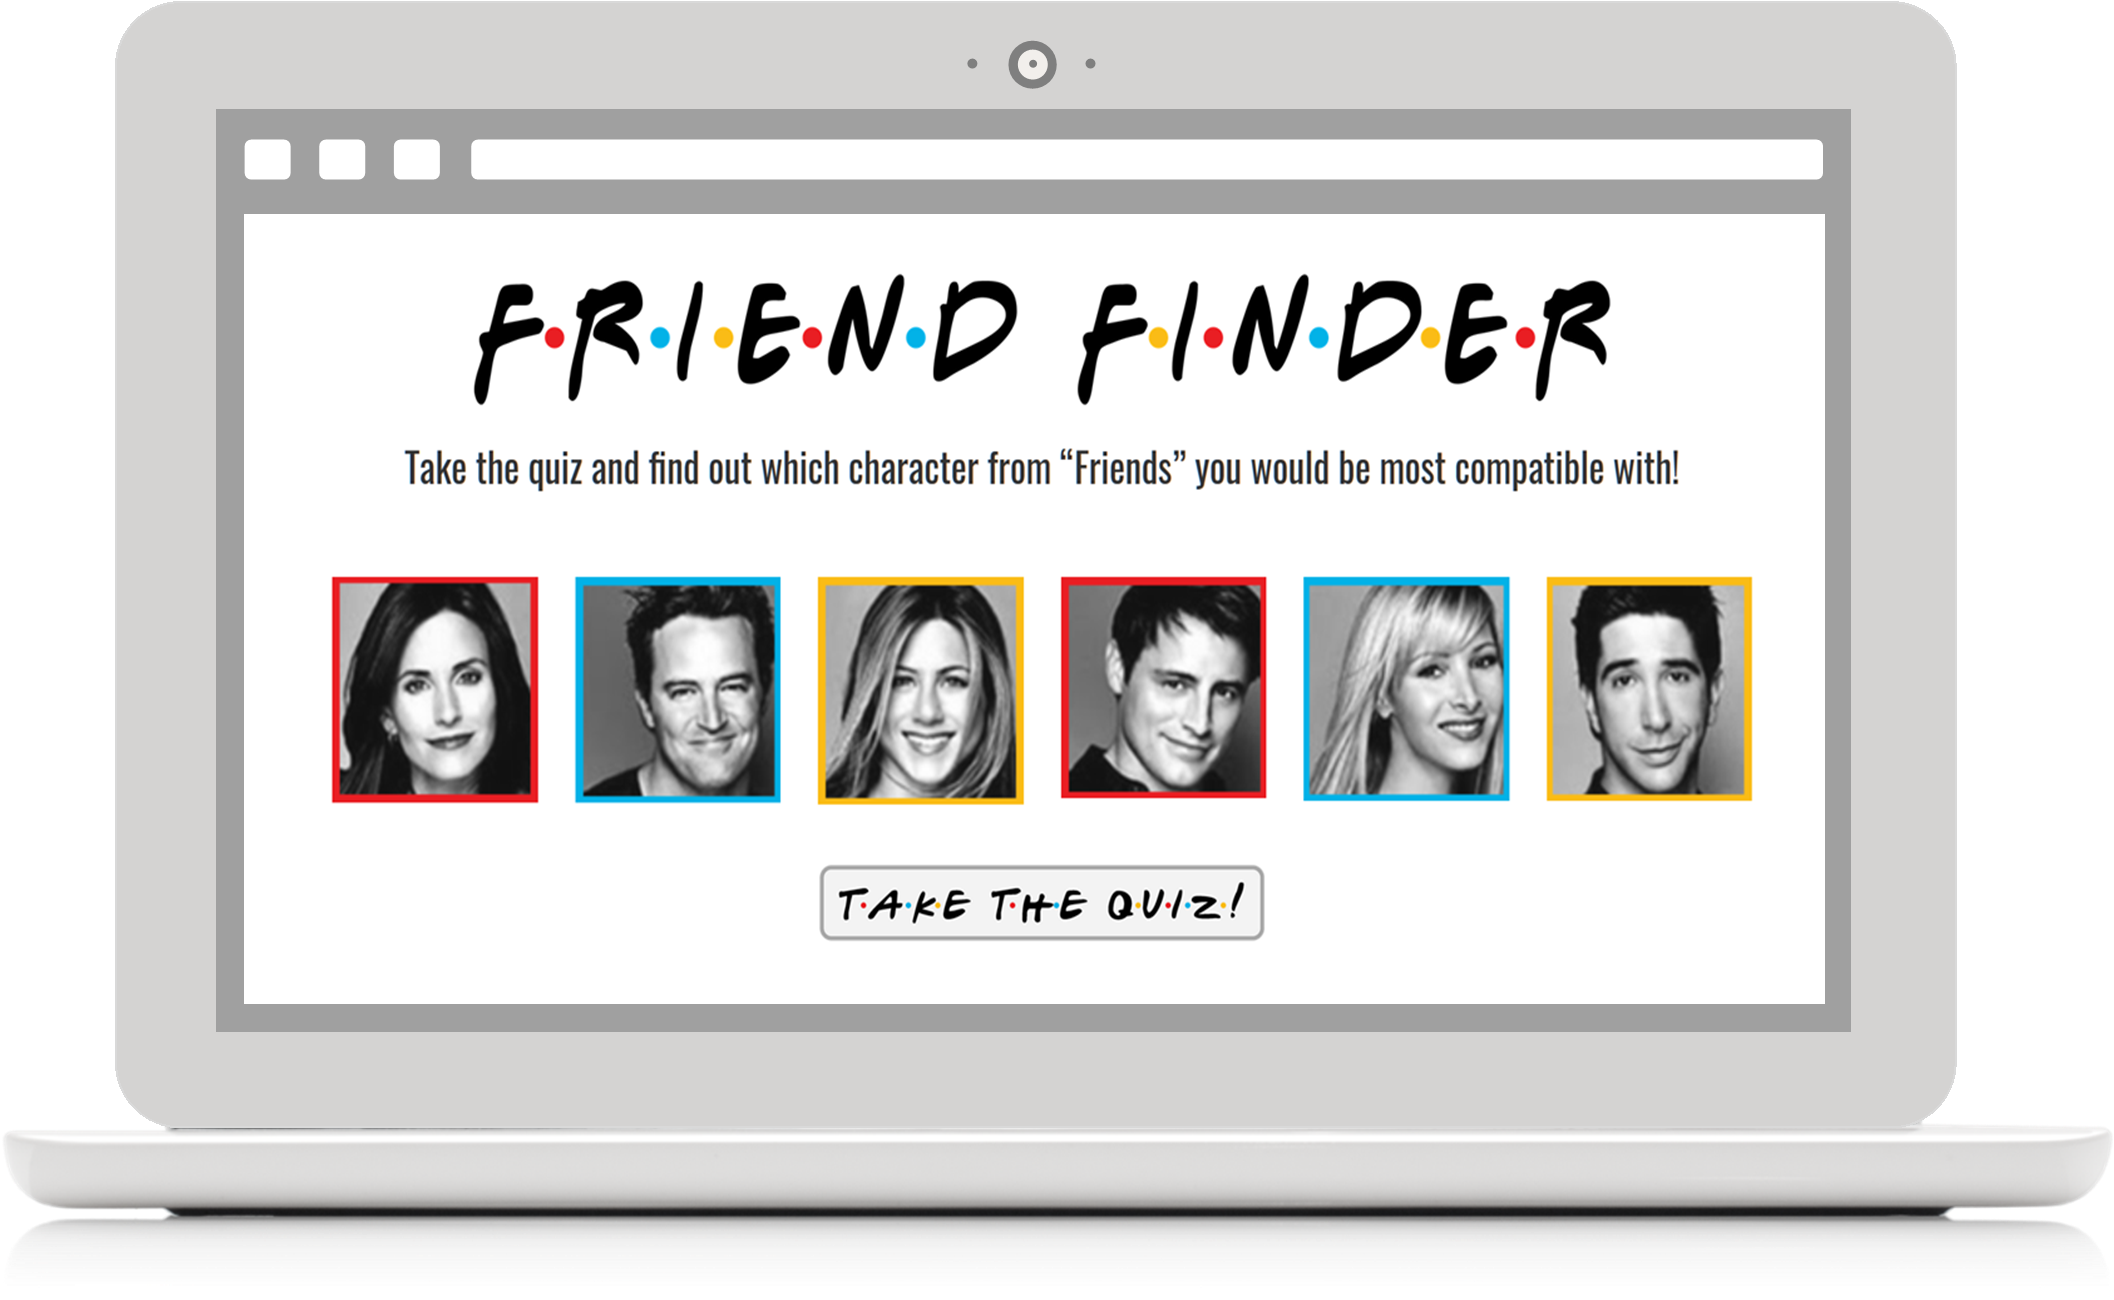 F·R·I·E·N·D F·I·N·D·E·R
Take the quiz and find out which character from “Friends” you would be most compatible with!
T·A·K·E T·H·E Q·U·I·Z·!